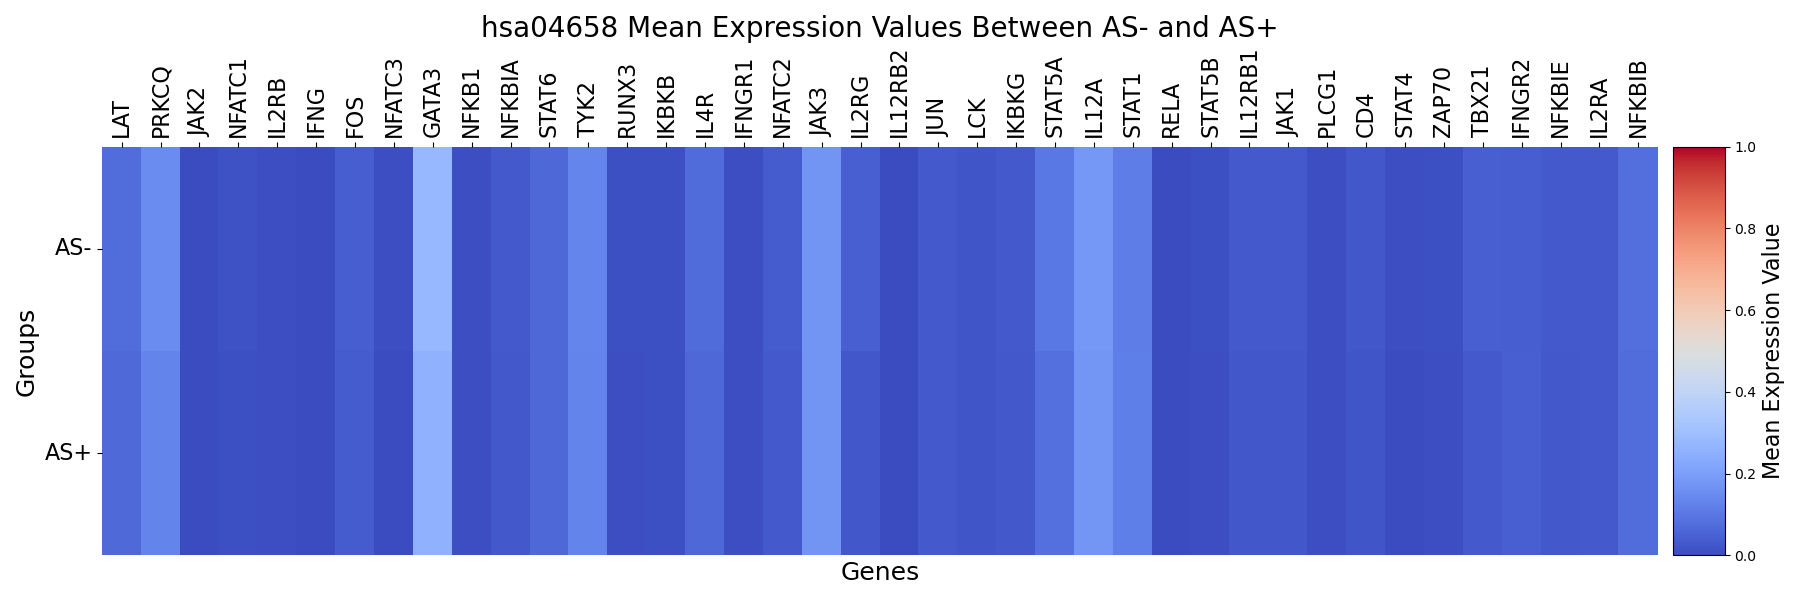 hsa04658 Mean Expression Values Between AS- and AS+
LAT
PRKCQ
JAK2
NFATC1
IL2RB
IFNG
FOS
NFATC3
GATA3
NFKB1
NFKBIA
STAT6
TYK2
RUNX3
IKBKB
IL4R
IFNGR1
NFATC2
JAK3
IL2RG
IL12RB2
JUN
LCK
IKBKG
STAT5A
IL12A
STAT1
RELA
STAT5B
IL12RB1
JAK1
PLCG1
CD4
STAT4
ZAP70
TBX21
IFNGR2
NFKBIE
IL2RA
NFKBIB
Groups
AS-
AS+
Genes
1.0
0.8
0.6
0.4
0.2
0.0
Mean Expression Value